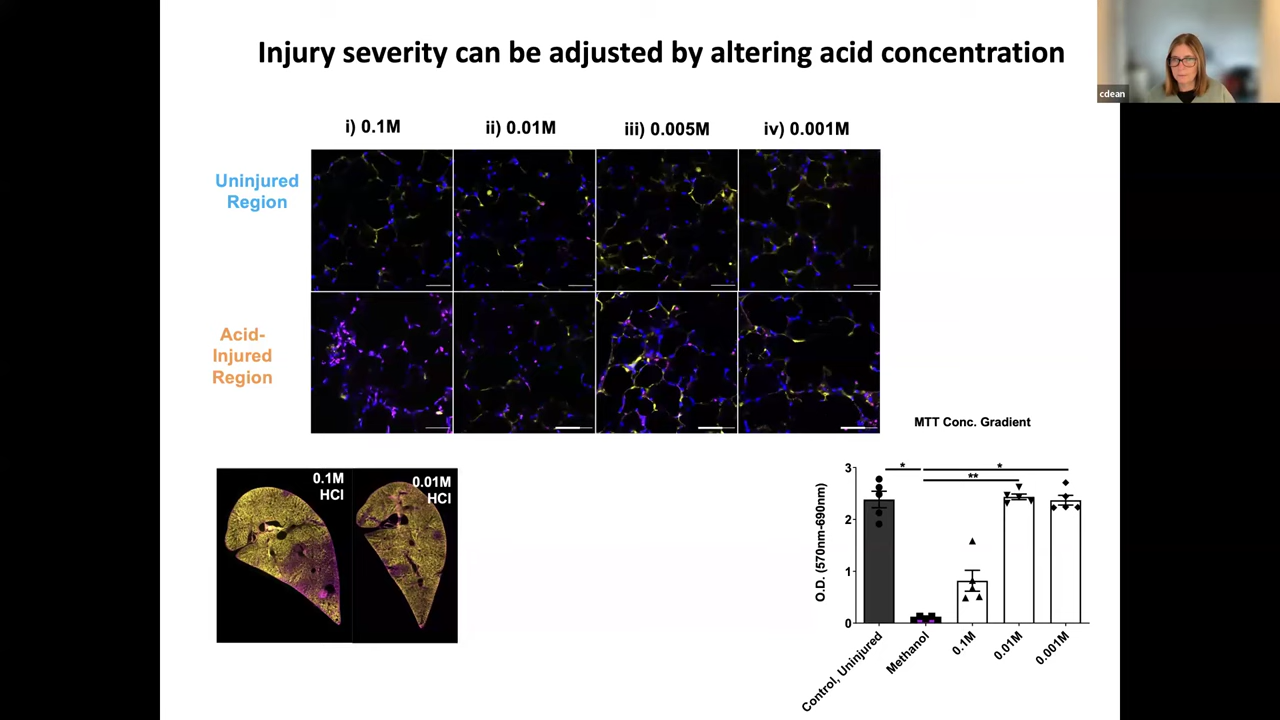 Injury severity can be adjusted by altering acid concentration
cdean
i) 0.1M
ii) 0.01M
iii) 0.005M
iv) 0.001M
Uninjured
Region
Acid-
Injured
Region
0.1M
HCl
0.01M
HCl
MTT Conc. Gradient
O.D. (570nm-690nm)
3
2
1
0
*
*
**
Control, Uninjured
Methanol
0.1M
0.01M
0.001M